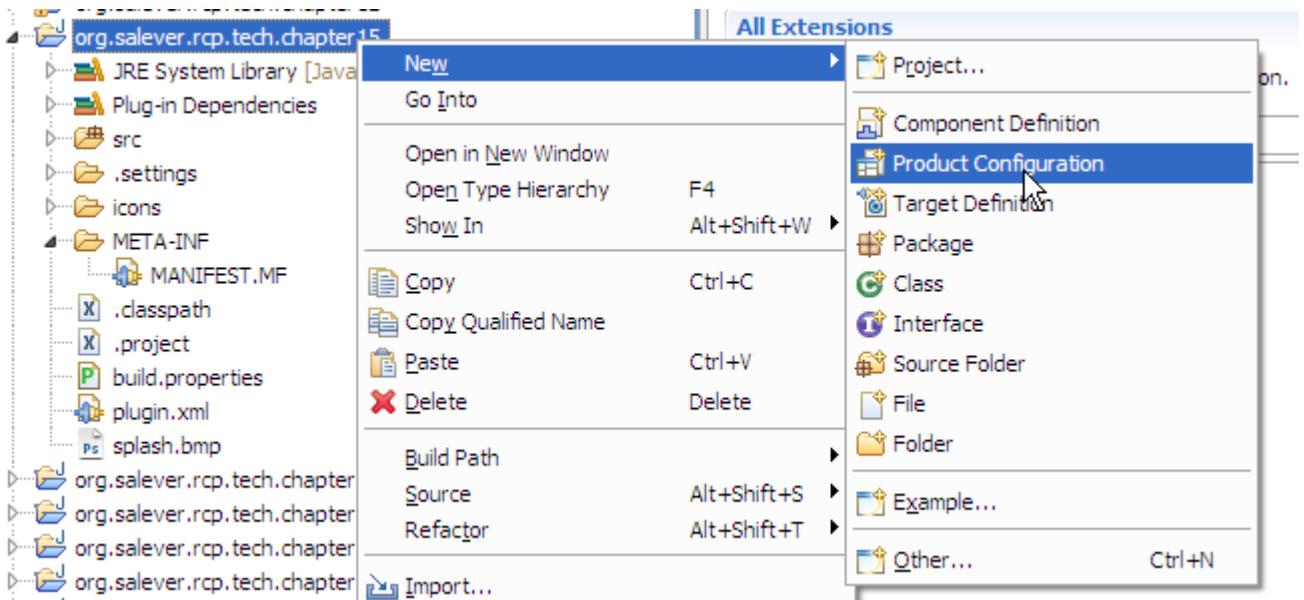 org.salever.rcp.tech.chapter15
JRE System Library [Java
Plug-in Dependencies
src
.settings
icons
META-INF
MANIFEST.MF
.classpath
.project
build.properties
plugin.xml
splash.bmp
org.salever.rcp.tech.chapter
org.salever.rcp.tech.chapter
org.salever.rcp.tech.chapter
org.salever.rcp.tech.chapter
New
Go Into
Open in New Window
Open Type Hierarchy F4
Show In Alt+Shift+W
Copy Ctrl+C
Copy Qualified Name
Paste Ctrl+V
Delete Delete
Build Path
Source Alt+Shift+S
Refactor Alt+Shift+T
Import...
All Extensions
on.
Project...
Component Definition
Product Configuration
Target Definition
Package
Class
Interface
Source Folder
File
Folder
Example...
Other... Ctrl+N